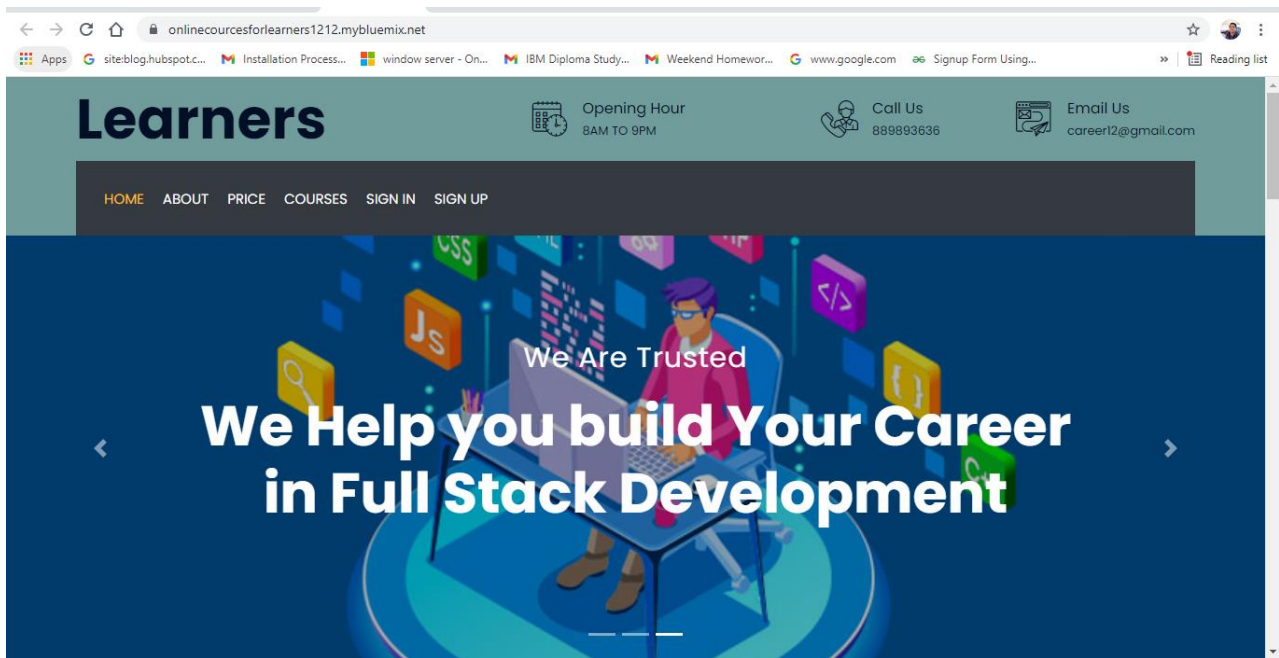 onlinecourcesforlearners1212.mybluemix.net
Apps site:blog.hubspot.c... Installation Process... window server - On... IBM Diploma Study... Weekend Homewor... www.google.com Signup Form Using... » Reading list
Learners
Opening Hour
8AM TO 9PM
Call Us
889893636
Email Us
career12@gmail.com
HOME ABOUT PRICE COURSES SIGN IN SIGN UP
CSS
JS
</>
{ }
We Are Trusted
We Help you build Your Career
in Full Stack Development